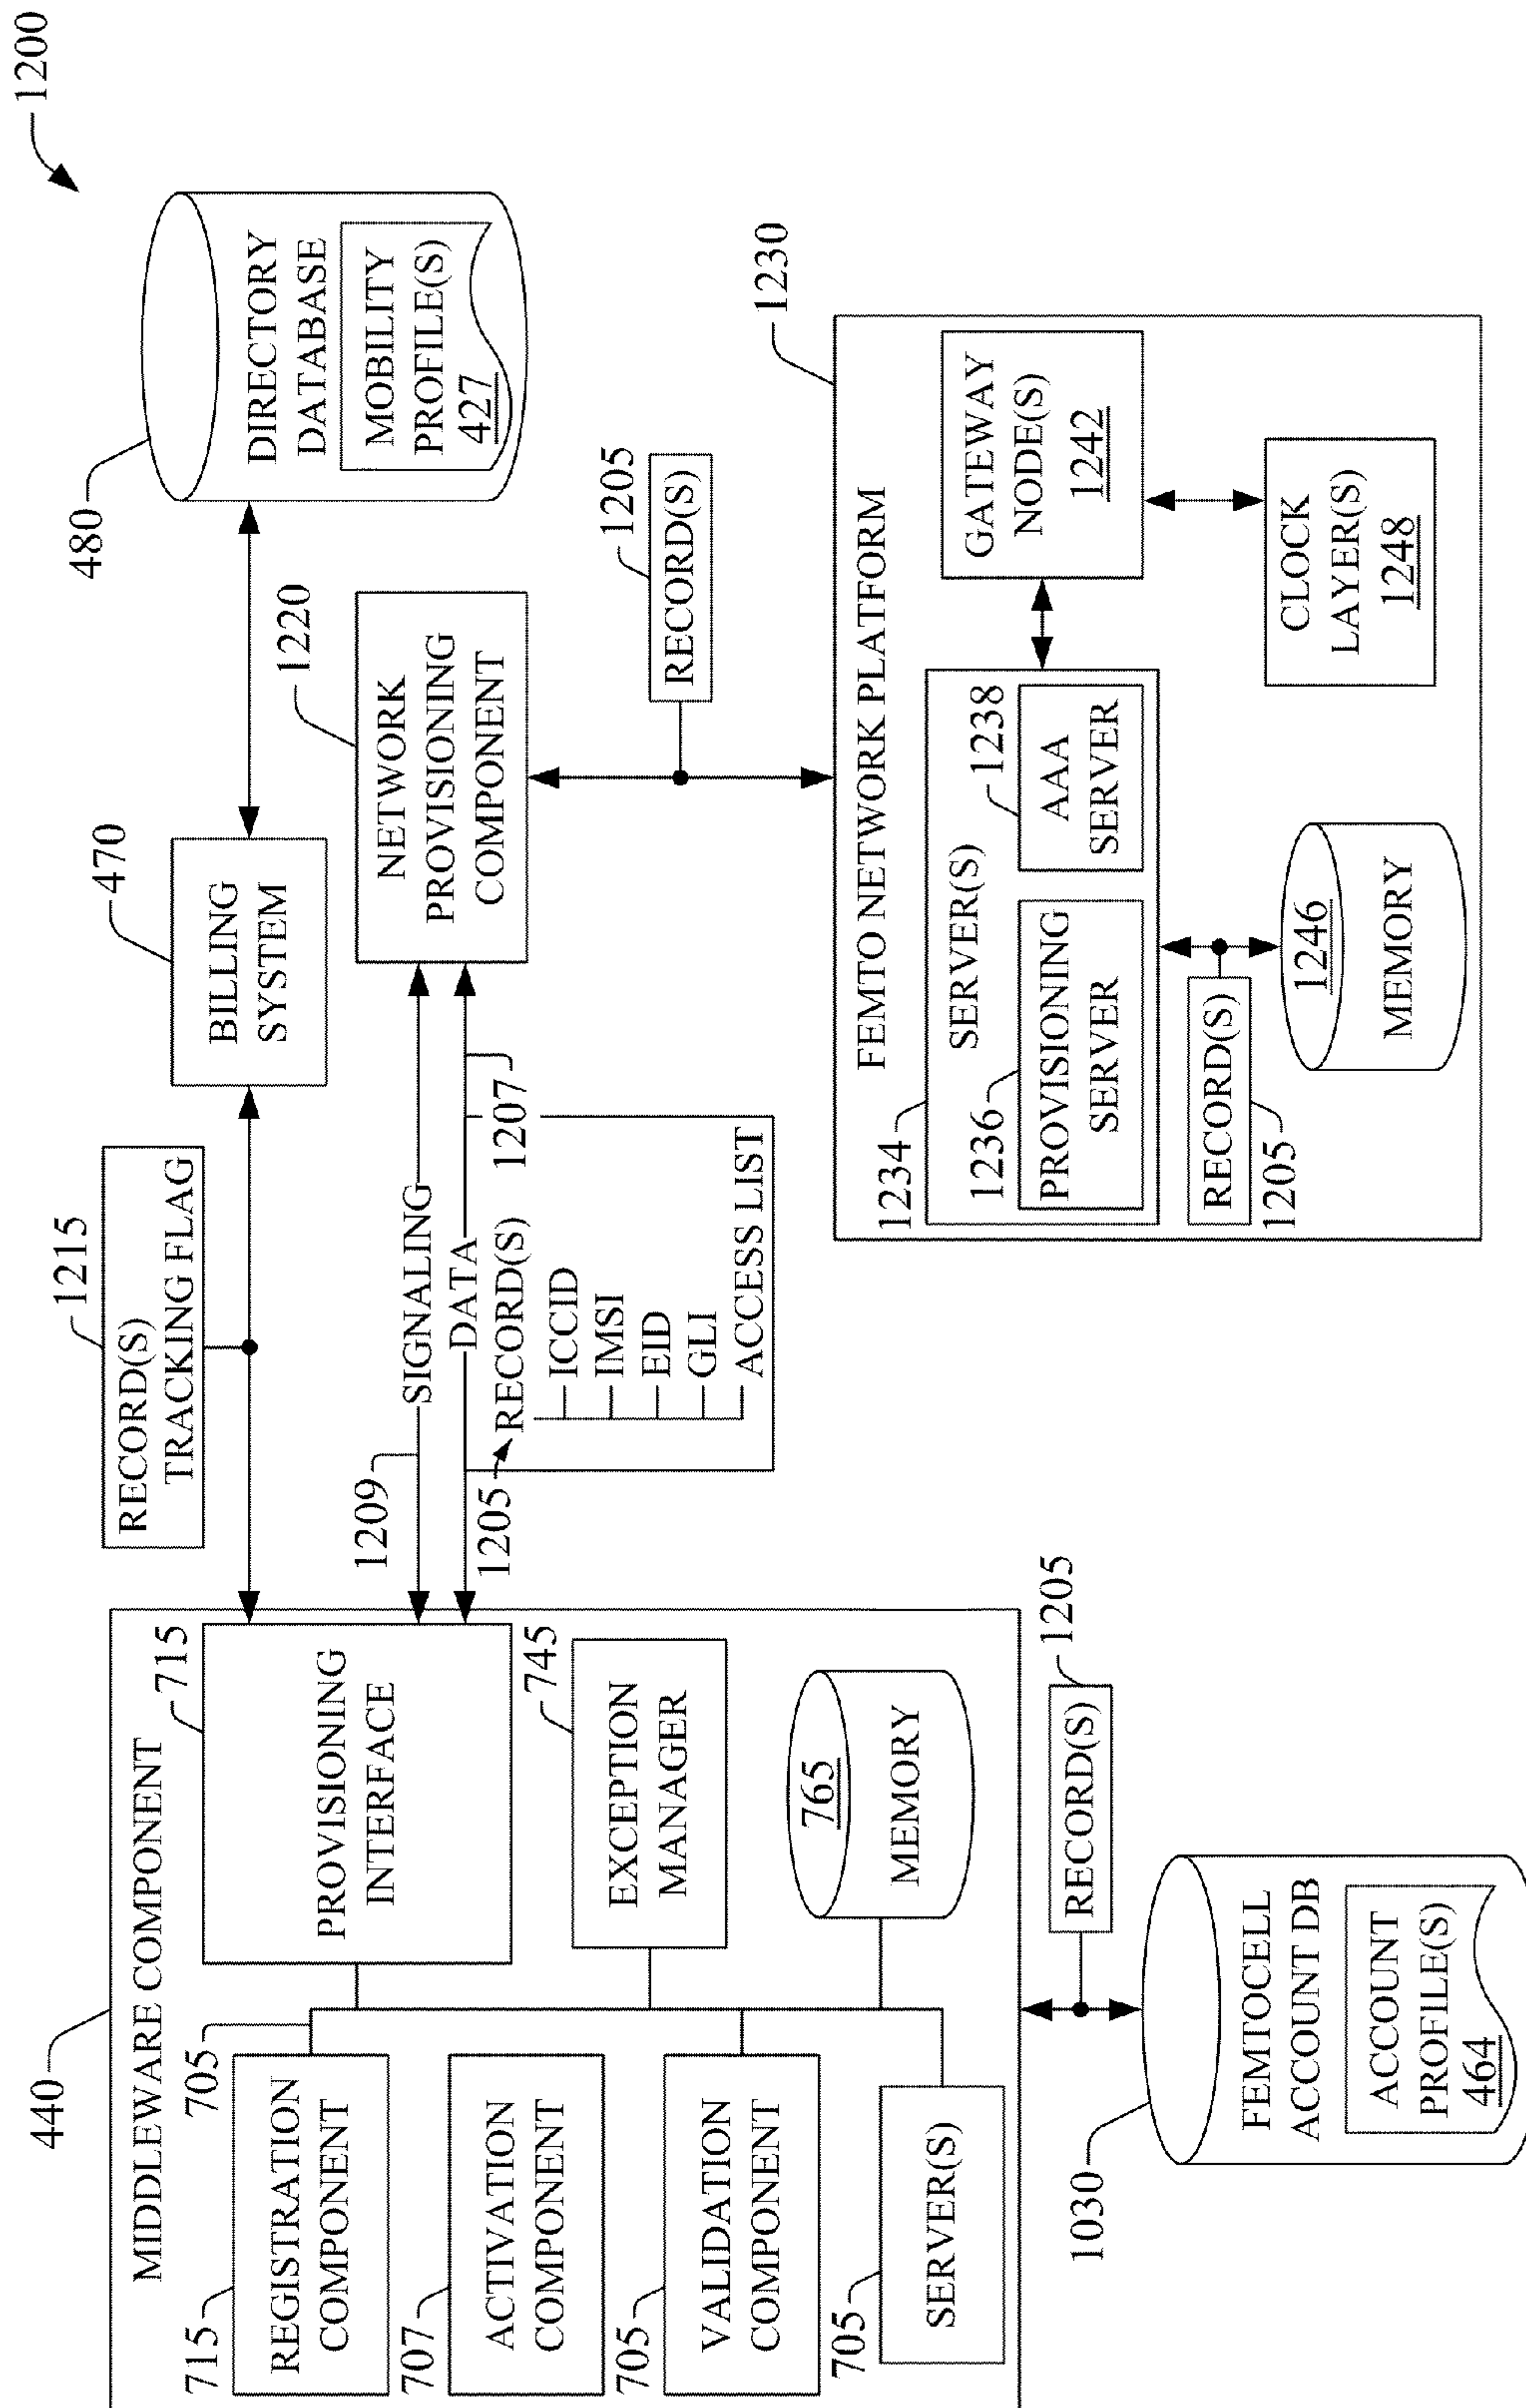 1200
440
MIDDLEWARE COMPONENT
715
REGISTRATION
COMPONENT
705
707
ACTIVATION
COMPONENT
705
VALIDATION
COMPONENT
705
SERVER(S)
715
PROVISIONING
INTERFACE
745
EXCEPTION
MANAGER
765
MEMORY
1205
RECORD(S)
1030
FEMTOCELL
ACCOUNT DB
ACCOUNT
PROFILE(S)
464
1215
RECORD(S)
TRACKING FLAG
1209
SIGNALING
DATA
1207
1205
RECORD(S)
ICCID
IMSI
EID
GLI
ACCESS LIST
470
BILLING
SYSTEM
480
DIRECTORY
DATABASE
MOBILITY
PROFILE(S)
427
1220
NETWORK
PROVISIONING
COMPONENT
1205
RECORD(S)
1230
FEMTO NETWORK PLATFORM
1234
SERVER(S)
1236
PROVISIONING
SERVER
1238
AAA
SERVER
GATEWAY
NODE(S)
1242
CLOCK
LAYER(S)
1248
RECORD(S)
1205
1246
MEMORY